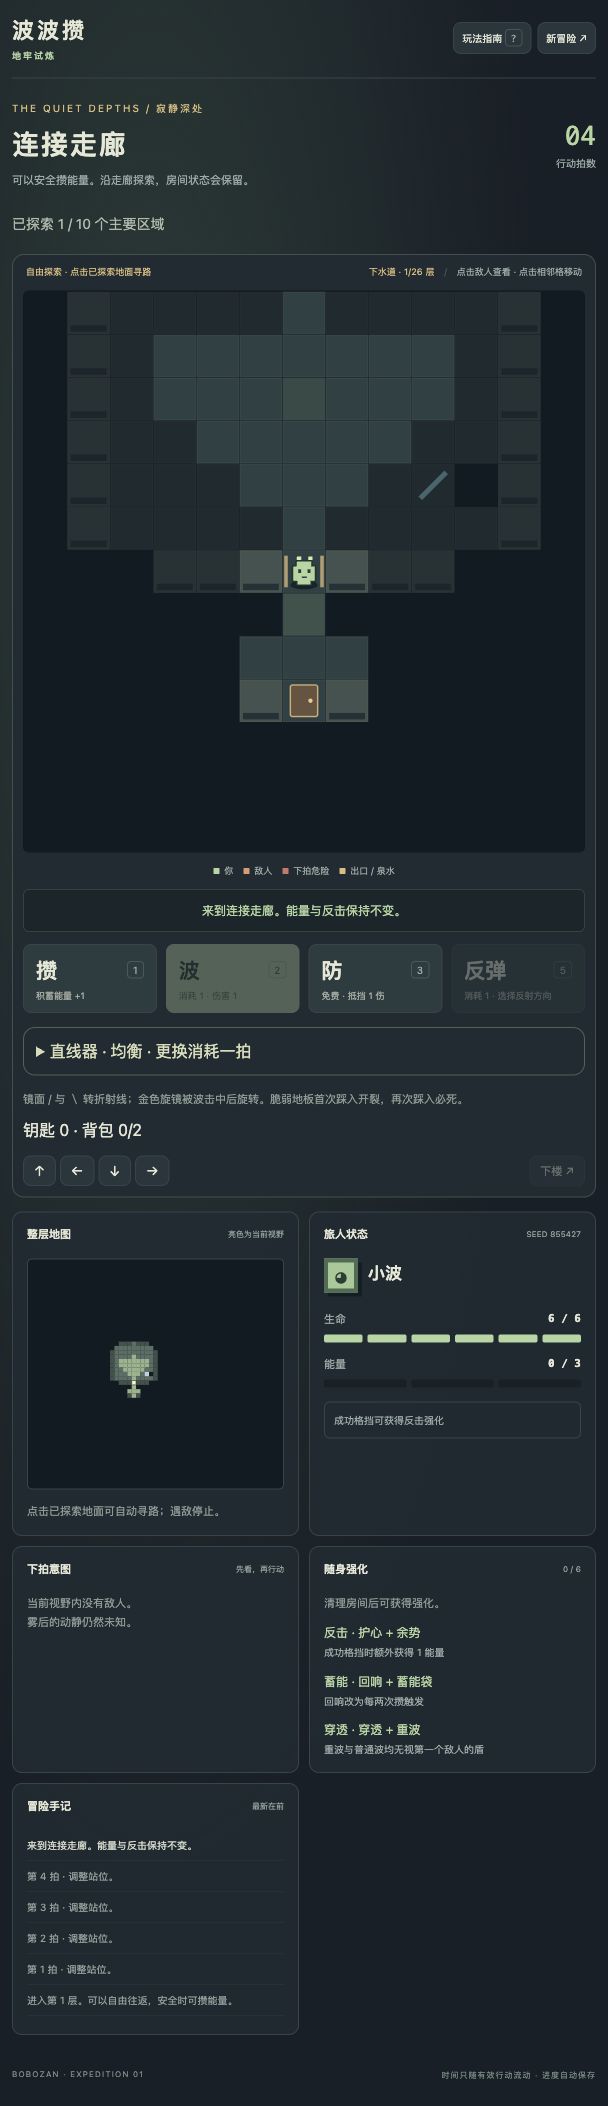 波波攒
地牢试炼
玩法指南 ?
新冒险 ↗
THE QUIET DEPTHS / 寂静深处
连接走廊
04
行动拍数
可以安全攒能量。沿走廊探索，房间状态会保留。
已探索 1 / 10 个主要区域
自由探索 · 点击已探索地面寻路
下水道 · 1/26 层 / 点击敌人查看 · 点击相邻格移动
你 敌人 下拍危险 出口 / 泉水
来到连接走廊。能量与反击保持不变。
攒 1
积蓄能量 +1
波 2
消耗 1 · 伤害 1
防 3
免费 · 抵挡 1 伤
反弹 5
消耗 1 · 选择反射方向
▶ 直线器 · 均衡 · 更换消耗一拍
镜面 / 与 \ 转折射线；金色旋镜被波击中后旋转。脆弱地板首次踩入开裂，再次踩入必死。
钥匙 0 · 背包 0/2
↑ ← ↓ →
下楼 ↗
整层地图
亮色为当前视野
点击已探索地面可自动寻路；遇敌停止。
旅人状态
SEED 855427
小波
生命 6 / 6
能量 0 / 3
成功格挡可获得反击强化
下拍意图
先看，再行动
当前视野内没有敌人。
雾后的动静仍然未知。
随身强化
0 / 6
清理房间后可获得强化。
反击 · 护心 + 余势
成功格挡时额外获得 1 能量
蓄能 · 回响 + 蓄能袋
回响改为每两次攒触发
穿透 · 穿透 + 重波
重波与普通波均无视第一个敌人的盾
冒险手记
最新在前
来到连接走廊。能量与反击保持不变。
第 4 拍 · 调整站位。
第 3 拍 · 调整站位。
第 2 拍 · 调整站位。
第 1 拍 · 调整站位。
进入第 1 层。可以自由往返，安全时可攒能量。
BOBOZAN · EXPEDITION 01
时间只随有效行动流动 · 进度自动保存